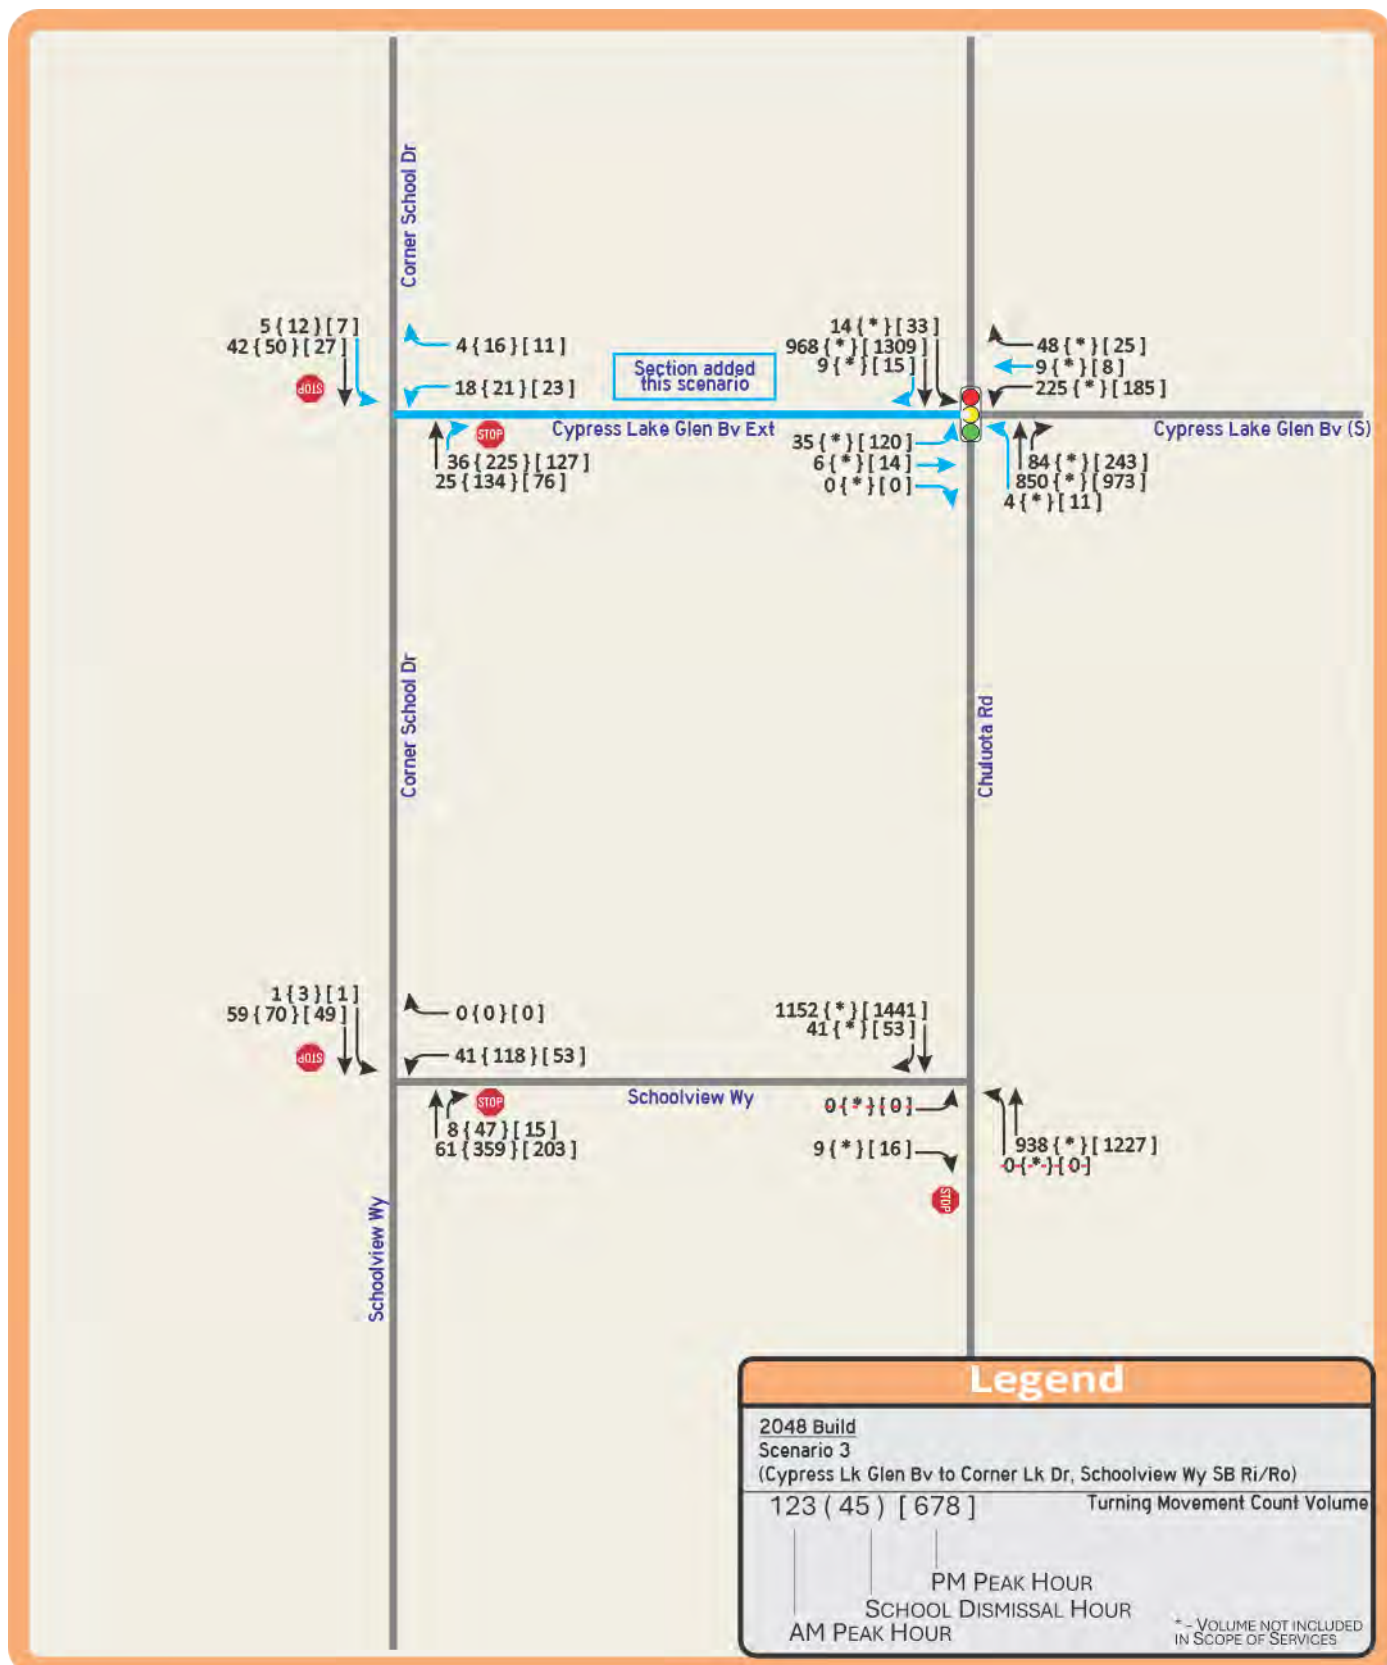 Corner School Dr
5 { 12 } [ 7 ]
42 { 50 } [ 27 ]
STOP
4 { 16 } [ 11 ]
18 { 21 } [ 23 ]
Section added
this scenario
14 { * } [ 33 ]
968 { * } [ 1309 ]
9 { * } [ 15 ]
48 { * } [ 25 ]
9 { * } [ 8 ]
225 { * } [ 185 ]
STOP
Cypress Lake Glen Bv Ext
Cypress Lake Glen Bv (S)
36 { 225 } [ 127 ]
25 { 134 } [ 76 ]
35 { * } [ 120 ]
6 { * } [ 14 ]
0 { * } [ 0 ]
84 { * } [ 243 ]
850 { * } [ 973 ]
4 { * } [ 11 ]
Corner School Dr
Chuluota Rd
1 { 3 } [ 1 ]
59 { 70 } [ 49 ]
STOP
0 { 0 } [ 0 ]
41 { 118 } [ 53 ]
1152 { * } [ 1441 ]
41 { * } [ 53 ]
STOP
Schoolview Wy
8 { 47 } [ 15 ]
61 { 359 } [ 203 ]
0 { * } [ 0 ]
9 { * } [ 16 ]
STOP
938 { * } [ 1227 ]
0 { * } [ 0 ]
Schoolview Wy
Legend
2048 Build
Scenario 3
(Cypress Lk Glen Bv to Corner Lk Dr, Schoolview Wy SB Ri/Ro)
123 ( 45 ) [ 678 ]
Turning Movement Count Volume
PM PEAK HOUR
SCHOOL DISMISSAL HOUR
AM PEAK HOUR
* - VOLUME NOT INCLUDED
IN SCOPE OF SERVICES